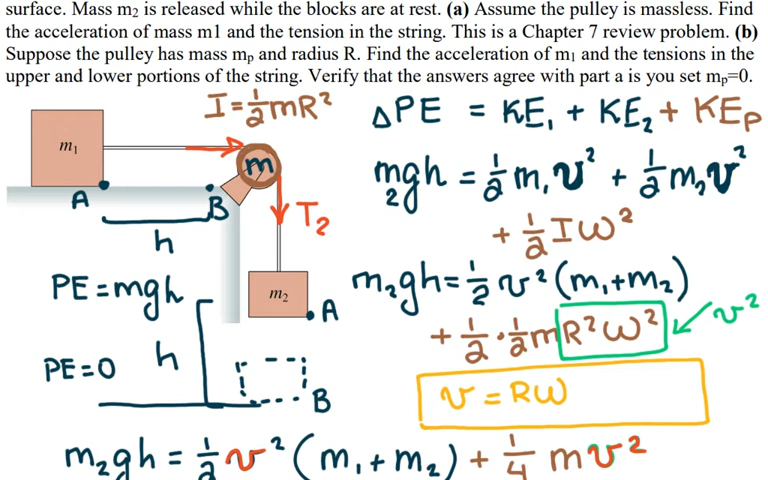 surface. Mass m₂ is released while the blocks are at rest. (a) Assume the pulley is massless. Find
the acceleration of mass m1 and the tension in the string. This is a Chapter 7 review problem. (b)
Suppose the pulley has mass mₚ and radius R. Find the acceleration of m₁ and the tensions in the
upper and lower portions of the string. Verify that the answers agree with part a is you set mₚ=0.
I = ½mR²
m₁
m
A
B
h
T₂
m₂
A
PE = mgh
PE = 0
h
B
ΔPE = KE₁ + KE₂ + KEₚ
m₂gh = ½m₁v² + ½m₂v²
+ ½Iω²
m₂gh = ½v²(m₁+m₂)
+ ½·½mR²ω²
v²
v = Rω
m₂gh = ½v²(m₁+m₂) + ¼mv²